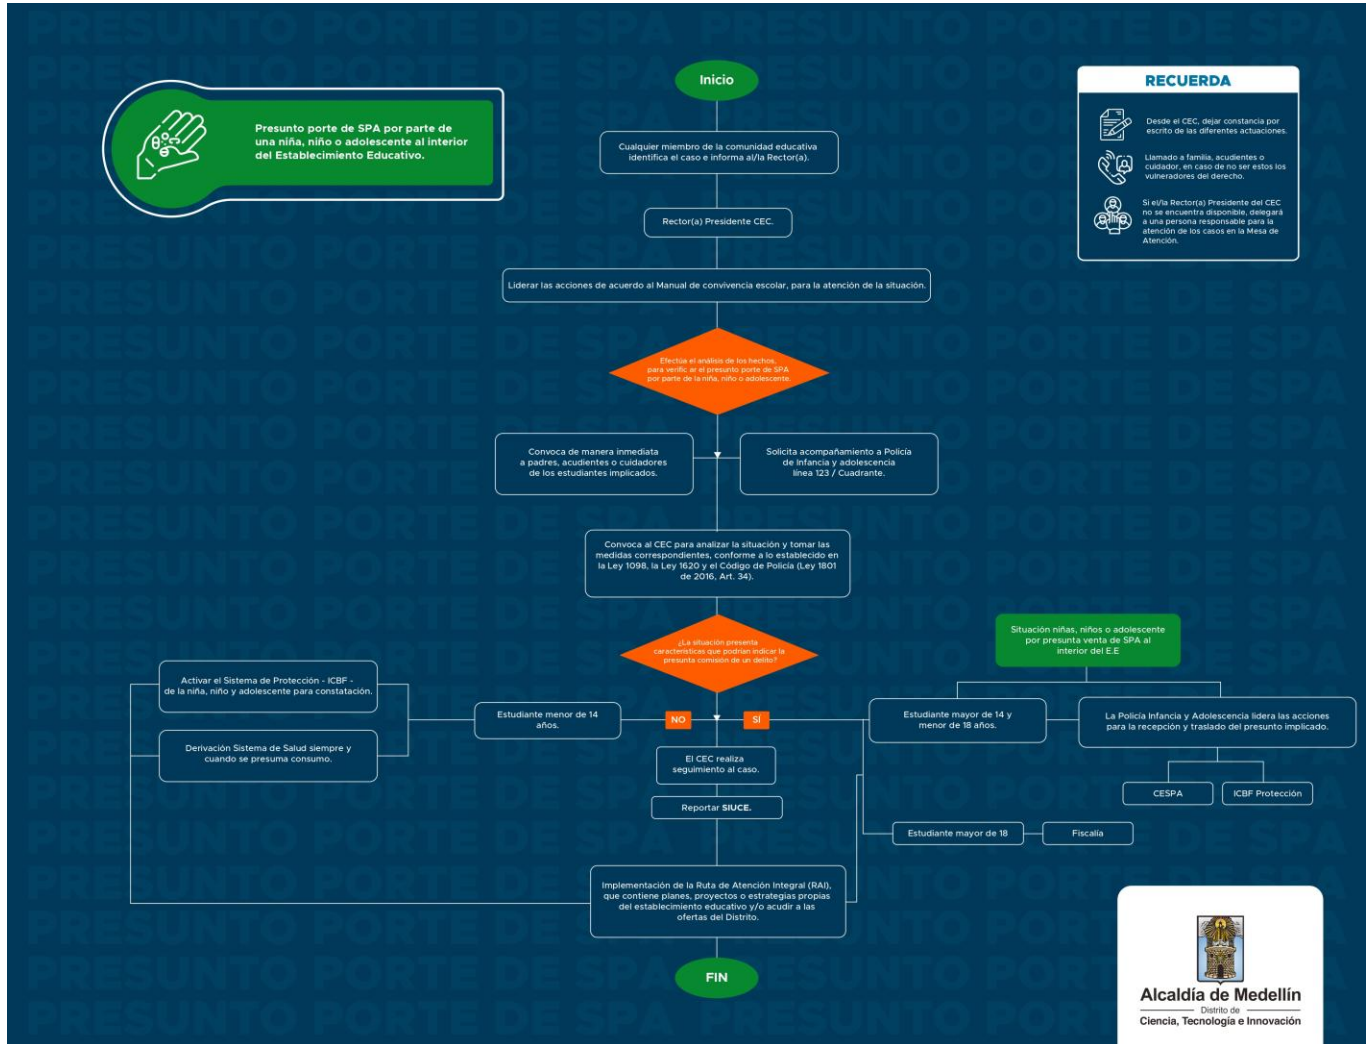 PRESUNTO PORTE DE SPA
Presunto porte de SPA por parte de
una niña, niño o adolescente al interior
del Establecimiento Educativo.
Inicio
RECUERDA
Desde el CEC, dejar constancia por
escrito de las diferentes actuaciones.
Llamado a familia, acudientes o
cuidador, en caso de no ser estos los
vulneradores del derecho.
Si el/la Rector(a) Presidente del CEC
no se encuentra disponible, delegará
a una persona responsable para la
atención de los casos en la Mesa de
Atención.
Cualquier miembro de la comunidad educativa
identifica el caso e informa al/la Rector(a).
Rector(a) Presidente CEC.
Liderar las acciones de acuerdo al Manual de convivencia escolar, para la atención de la situación.
Efectúa el análisis de los hechos,
para verific ar el presunto porte de SPA
por parte de la niña, niño o adolescente.
Convoca de manera inmediata
a padres, acudientes o cuidadores
de los estudiantes implicados.
Solicita acompañamiento a Policía
de Infancia y adolescencia
línea 123 / Cuadrante.
Convoca al CEC para analizar la situación y tomar las
medidas correspondientes, conforme a lo establecido en
la Ley 1098, la Ley 1620 y el Código de Policía (Ley 1801
de 2016, Art. 34).
¿La situación presenta
características que podrían indicar la
presunta comisión de un delito?
Situación niñas, niños o adolescente
por presunta venta de SPA al
interior del E.E
Activar el Sistema de Protección - ICBF -
de la niña, niño y adolescente para constatación.
Derivación Sistema de Salud siempre y
cuando se presuma consumo.
Estudiante menor de 14
años.
NO
SÍ
Estudiante mayor de 14 y
menor de 18 años.
La Policía Infancia y Adolescencia lidera las acciones
para la recepción y traslado del presunto implicado.
CESPA
ICBF Protección
El CEC realiza
seguimiento al caso.
Reportar SIUCE.
Estudiante mayor de 18
Fiscalía
Implementación de la Ruta de Atención Integral (RAI),
que contiene planes, proyectos o estrategias propias
del establecimiento educativo y/o acudir a las
ofertas del Distrito.
FIN
Alcaldía de Medellín
Distrito de
Ciencia, Tecnología e Innovación